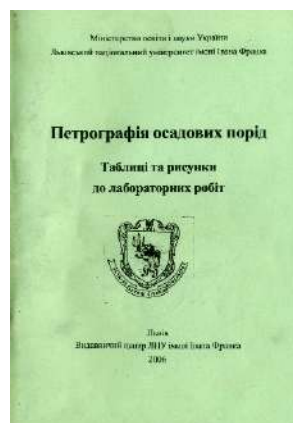 Міністерство освіти і науки України
Львівський національний університет імені Івана Франка
Петрографія осадових порід
Таблиці та рисунки
до лабораторних робіт
Львів
Видавничий центр ЛНУ імені Івана Франка
2006